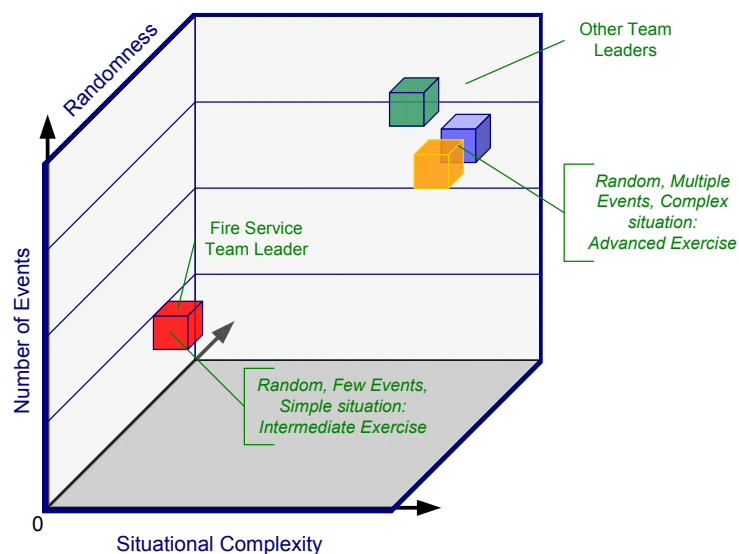 Other Team
Leaders
Randomness
Random, Multiple
Events, Complex
situation:
Advanced Exercise
Fire Service
Team Leader
Number of Events
Random, Few Events,
Simple situation:
Intermediate Exercise
0
Situational Complexity